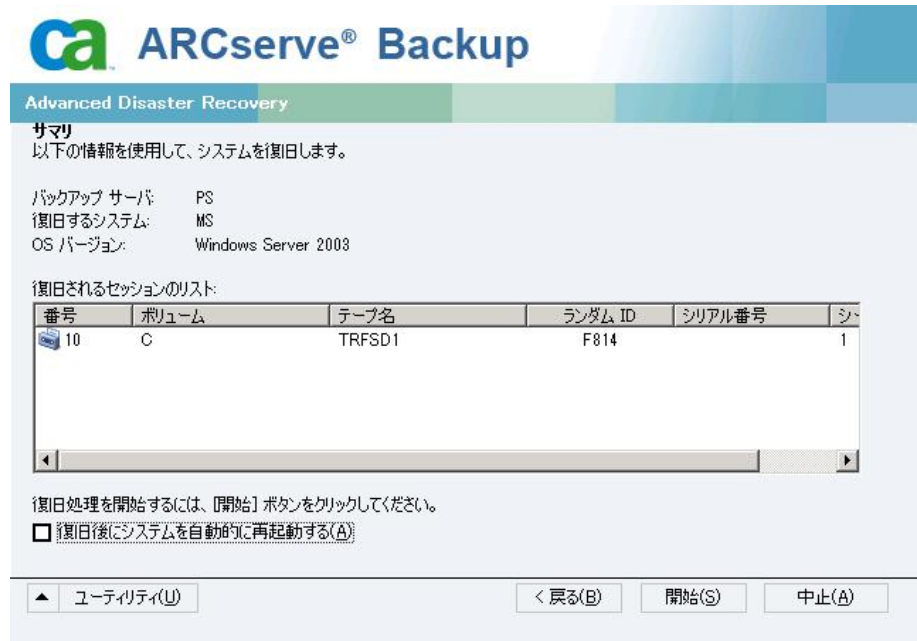 ca ARCserve® Backup
Advanced Disaster Recovery
サマリ
以下の情報を使用して、システムを復旧します。
バックアップ サーバ: PS
復旧するシステム: MS
OS バージョン: Windows Server 2003
復旧されるセッションのリスト:
番号 ボリューム テープ名 ランダム ID シリアル番号 シー
10 C TRFSD1 F814 1
復旧処理を開始するには、[開始] ボタンをクリックしてください。
復旧後にシステムを自動的に再起動する(A)
ユーティリティ(U) < 戻る(B) 開始(S) 中止(A)